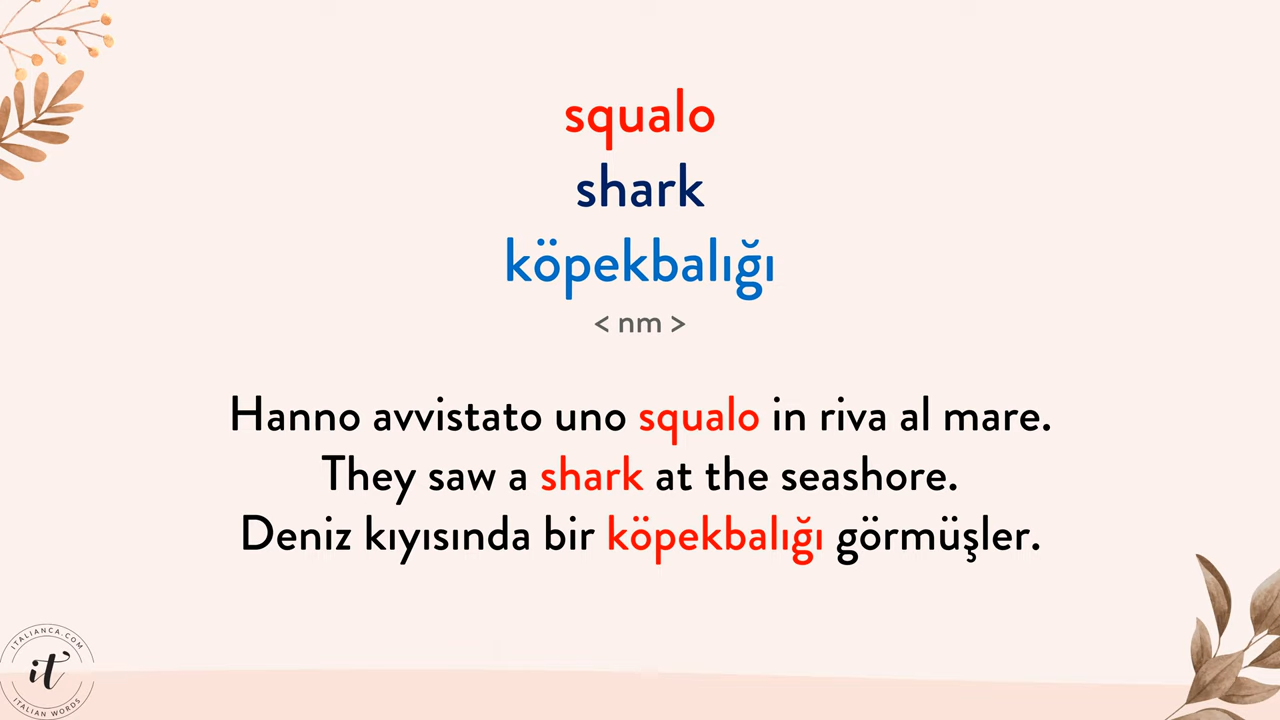 squalo
shark
köpekbalığı
< nm >
Hanno avvistato uno squalo in riva al mare.
They saw a shark at the seashore.
Deniz kıyısında bir köpekbalığı görmüşler.
ITALIANCA.COM
it
ITALIAN WORDS